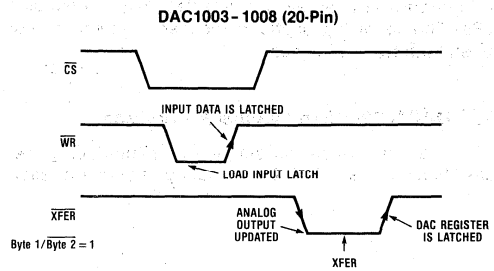 DAC1003-1008 (20-Pin)
CS
INPUT DATA IS LATCHED
WR
LOAD INPUT LATCH
XFER
ANALOG
OUTPUT
UPDATED
DAC REGISTER
IS LATCHED
Byte 1/Byte 2 = 1
XFER